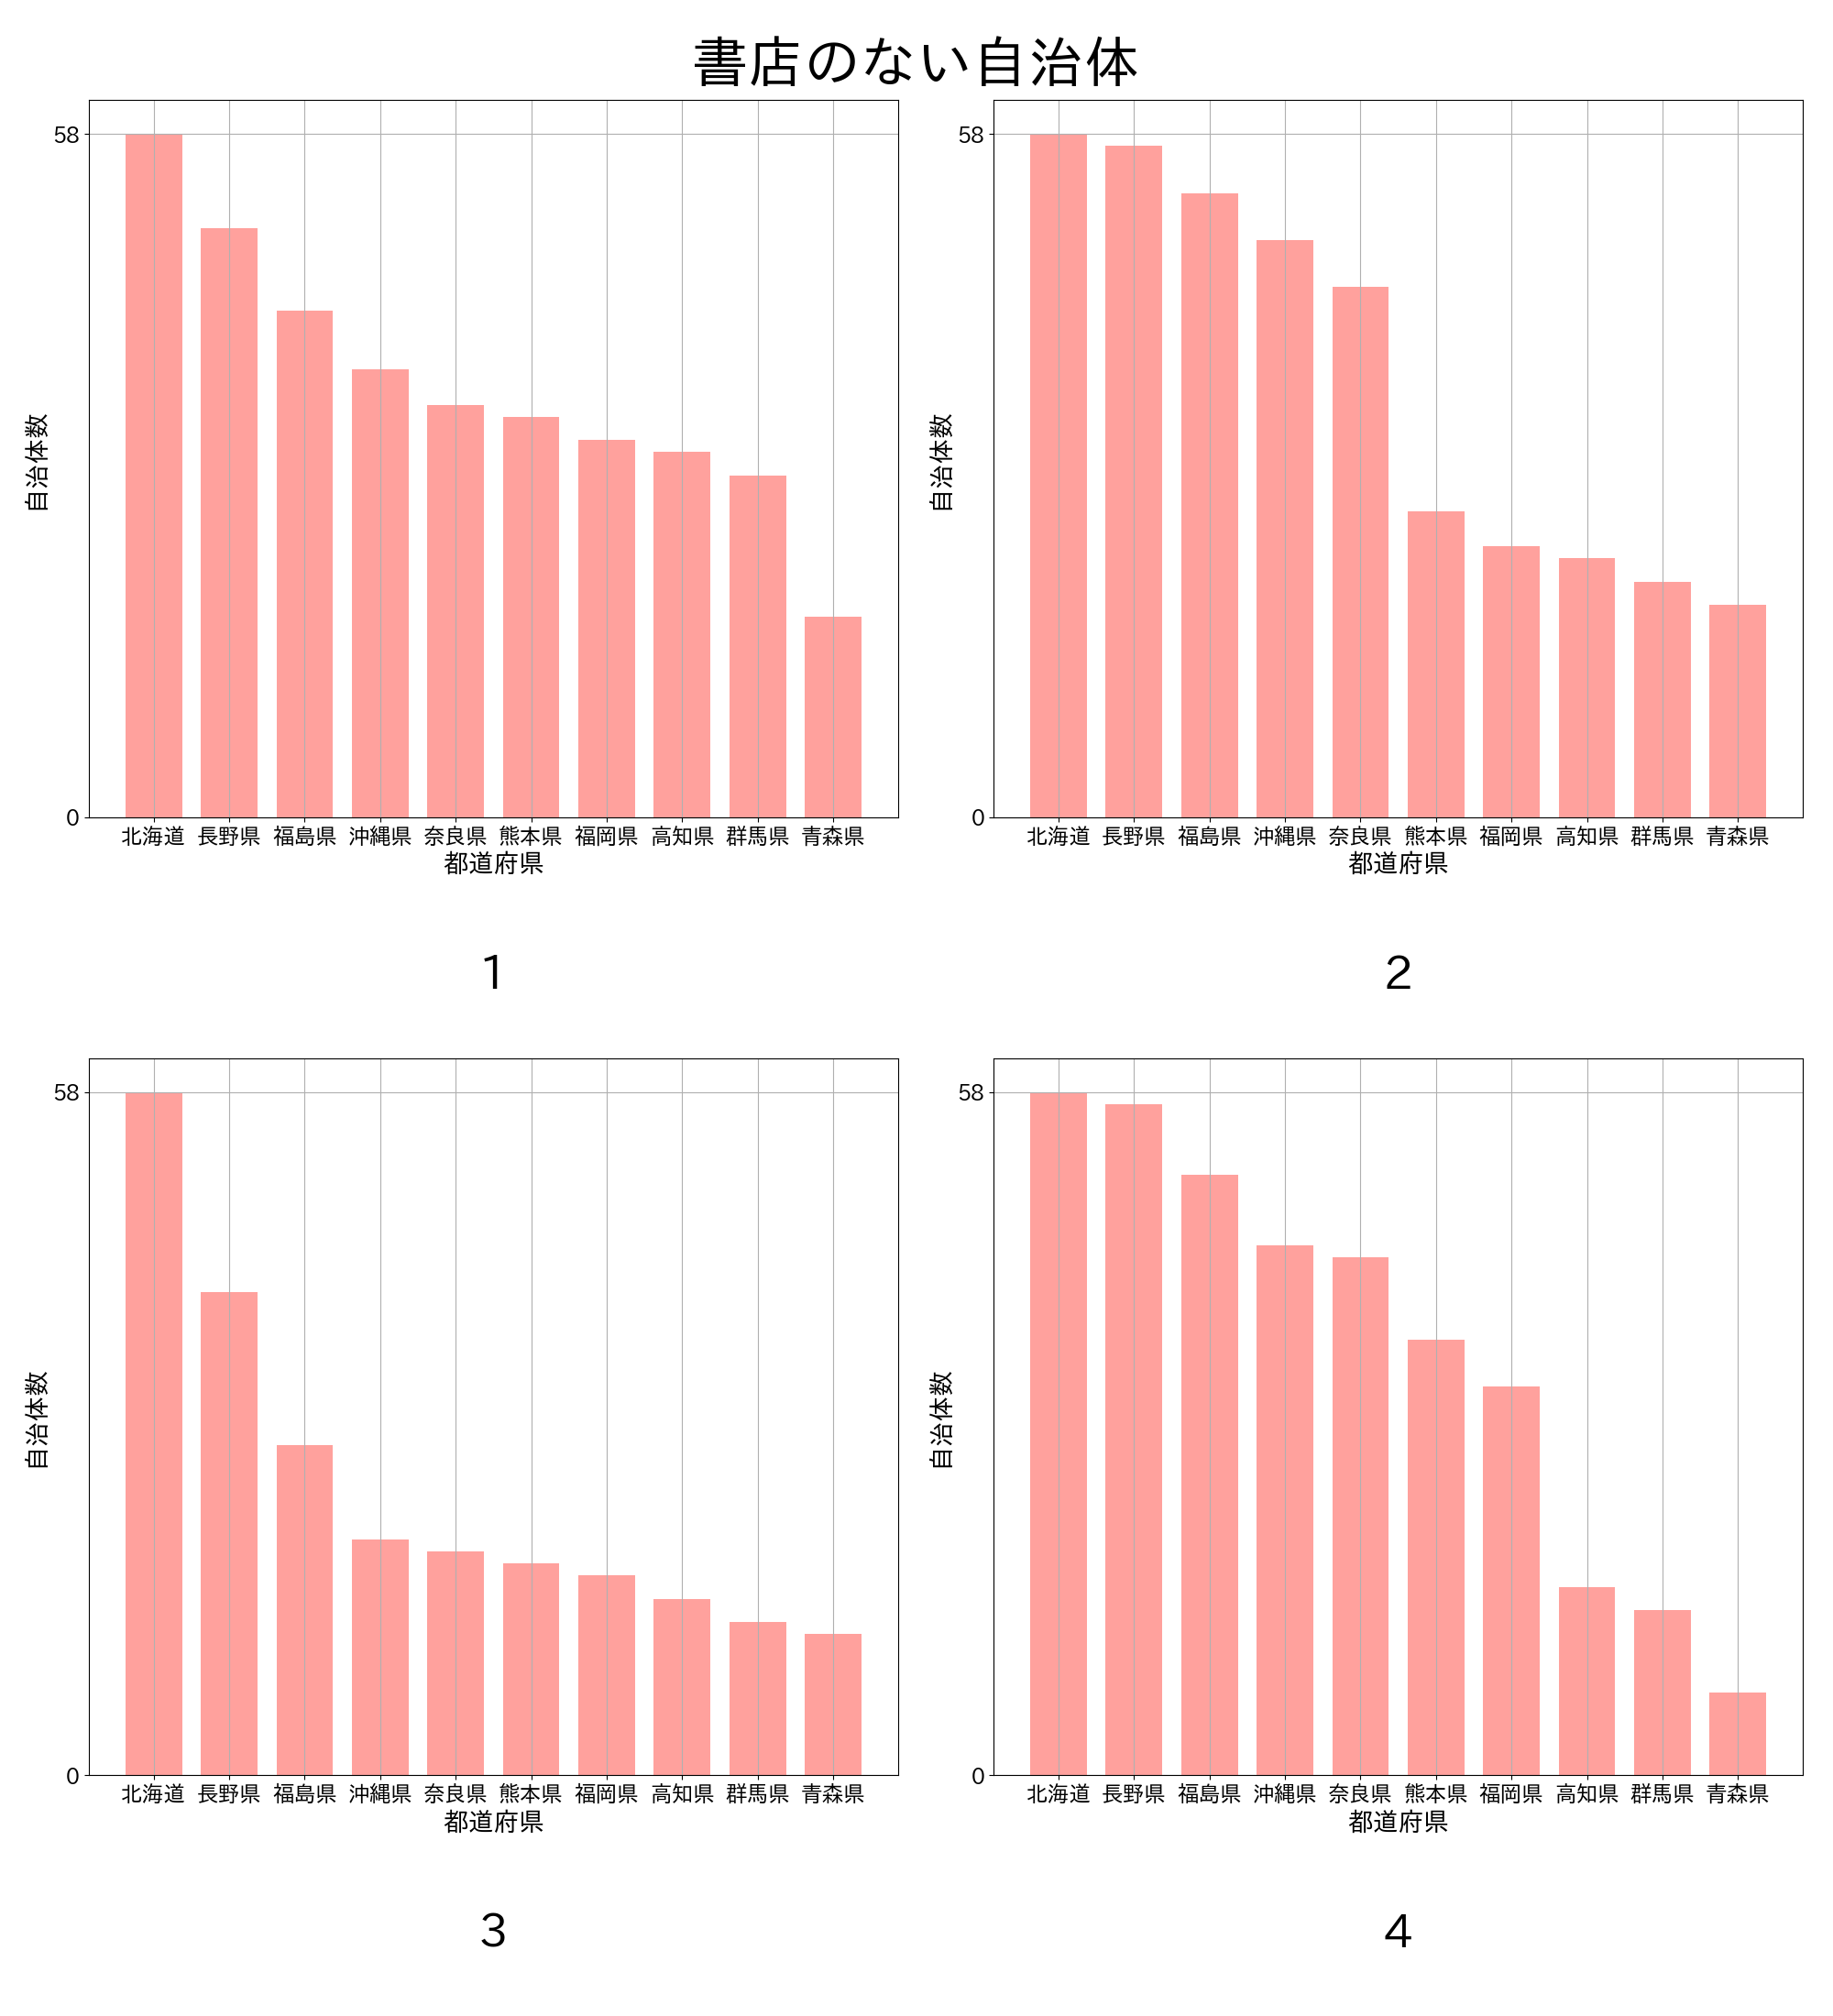 書店のない自治体
58
0
自治体数
北海道 長野県 福島県 沖縄県 奈良県 熊本県 福岡県 高知県 群馬県 青森県
都道府県
1
58
0
自治体数
北海道 長野県 福島県 沖縄県 奈良県 熊本県 福岡県 高知県 群馬県 青森県
都道府県
2
58
0
自治体数
北海道 長野県 福島県 沖縄県 奈良県 熊本県 福岡県 高知県 群馬県 青森県
都道府県
3
58
0
自治体数
北海道 長野県 福島県 沖縄県 奈良県 熊本県 福岡県 高知県 群馬県 青森県
都道府県
4